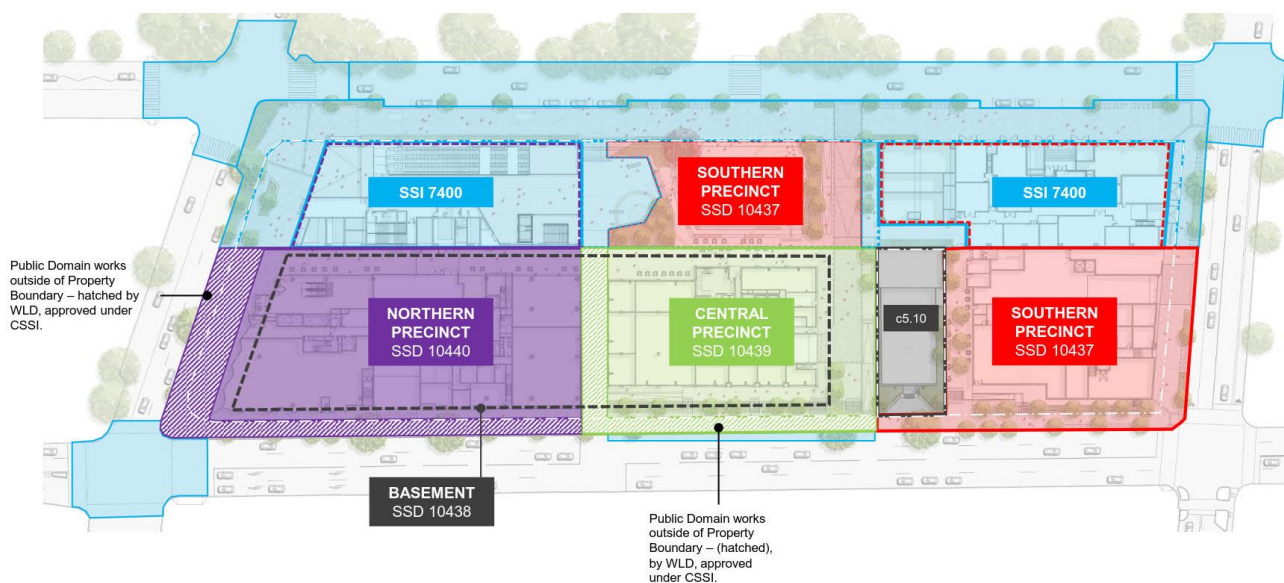 SSI 7400
SOUTHERN
PRECINCT
SSD 10437
SSI 7400
Public Domain works
outside of Property
Boundary – hatched by
WLD, approved under
CSSI.
NORTHERN
PRECINCT
SSD 10440
CENTRAL
PRECINCT
SSD 10439
c5.10
SOUTHERN
PRECINCT
SSD 10437
BASEMENT
SSD 10438
Public Domain works
outside of Property
Boundary – (hatched),
by WLD, approved
under CSSI.